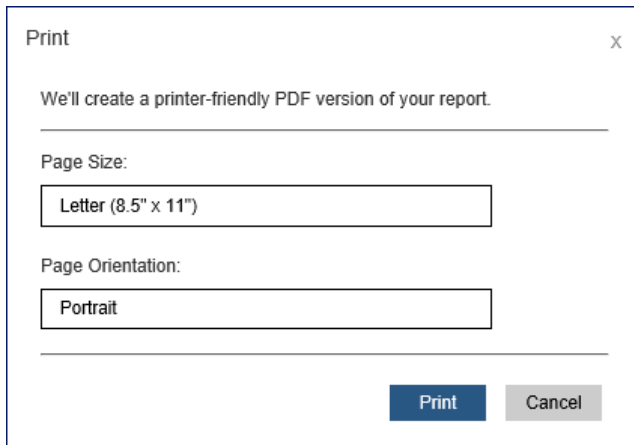 Print
x
We'll create a printer-friendly PDF version of your report.
Page Size:
Letter (8.5" x 11")
Page Orientation:
Portrait
Print Cancel